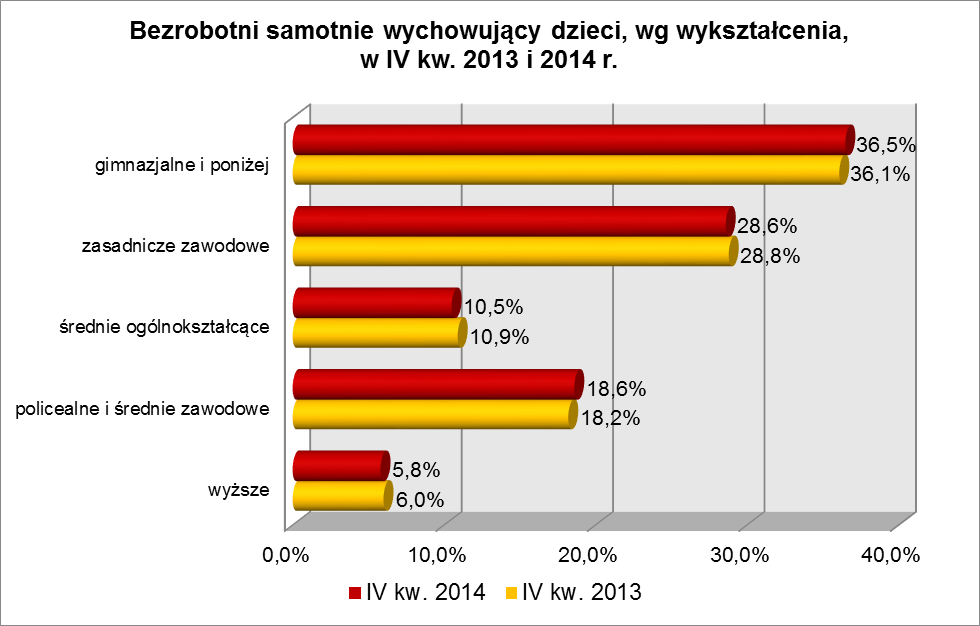 Bezrobotni samotnie wychowujący dzieci, wg wykształcenia,
w IV kw. 2013 i 2014 r.
gimnazjalne i poniżej
36,5%
36,1%
zasadnicze zawodowe
28,6%
28,8%
średnie ogólnokształcące
10,5%
10,9%
policealne i średnie zawodowe
18,6%
18,2%
wyższe
5,8%
6,0%
0,0% 10,0% 20,0% 30,0% 40,0%
IV kw. 2014 IV kw. 2013